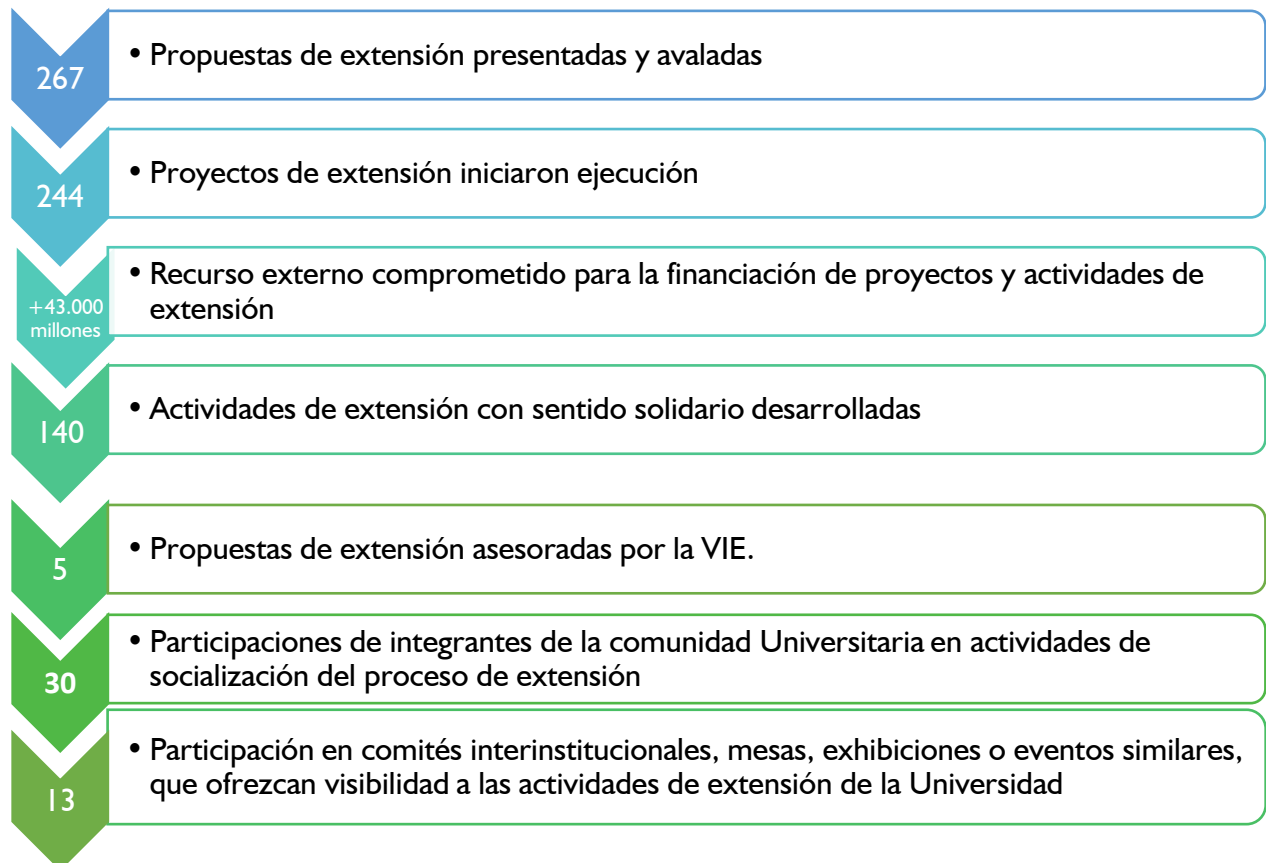 267
• Propuestas de extensión presentadas y avaladas
244
• Proyectos de extensión iniciaron ejecución
+43.000
millones
• Recurso externo comprometido para la financiación de proyectos y actividades de
extensión
140
• Actividades de extensión con sentido solidario desarrolladas
5
• Propuestas de extensión asesoradas por la VIE.
30
• Participaciones de integrantes de la comunidad Universitaria en actividades de
socialización del proceso de extensión
13
• Participación en comités interinstitucionales, mesas, exhibiciones o eventos similares,
que ofrezcan visibilidad a las actividades de extensión de la Universidad